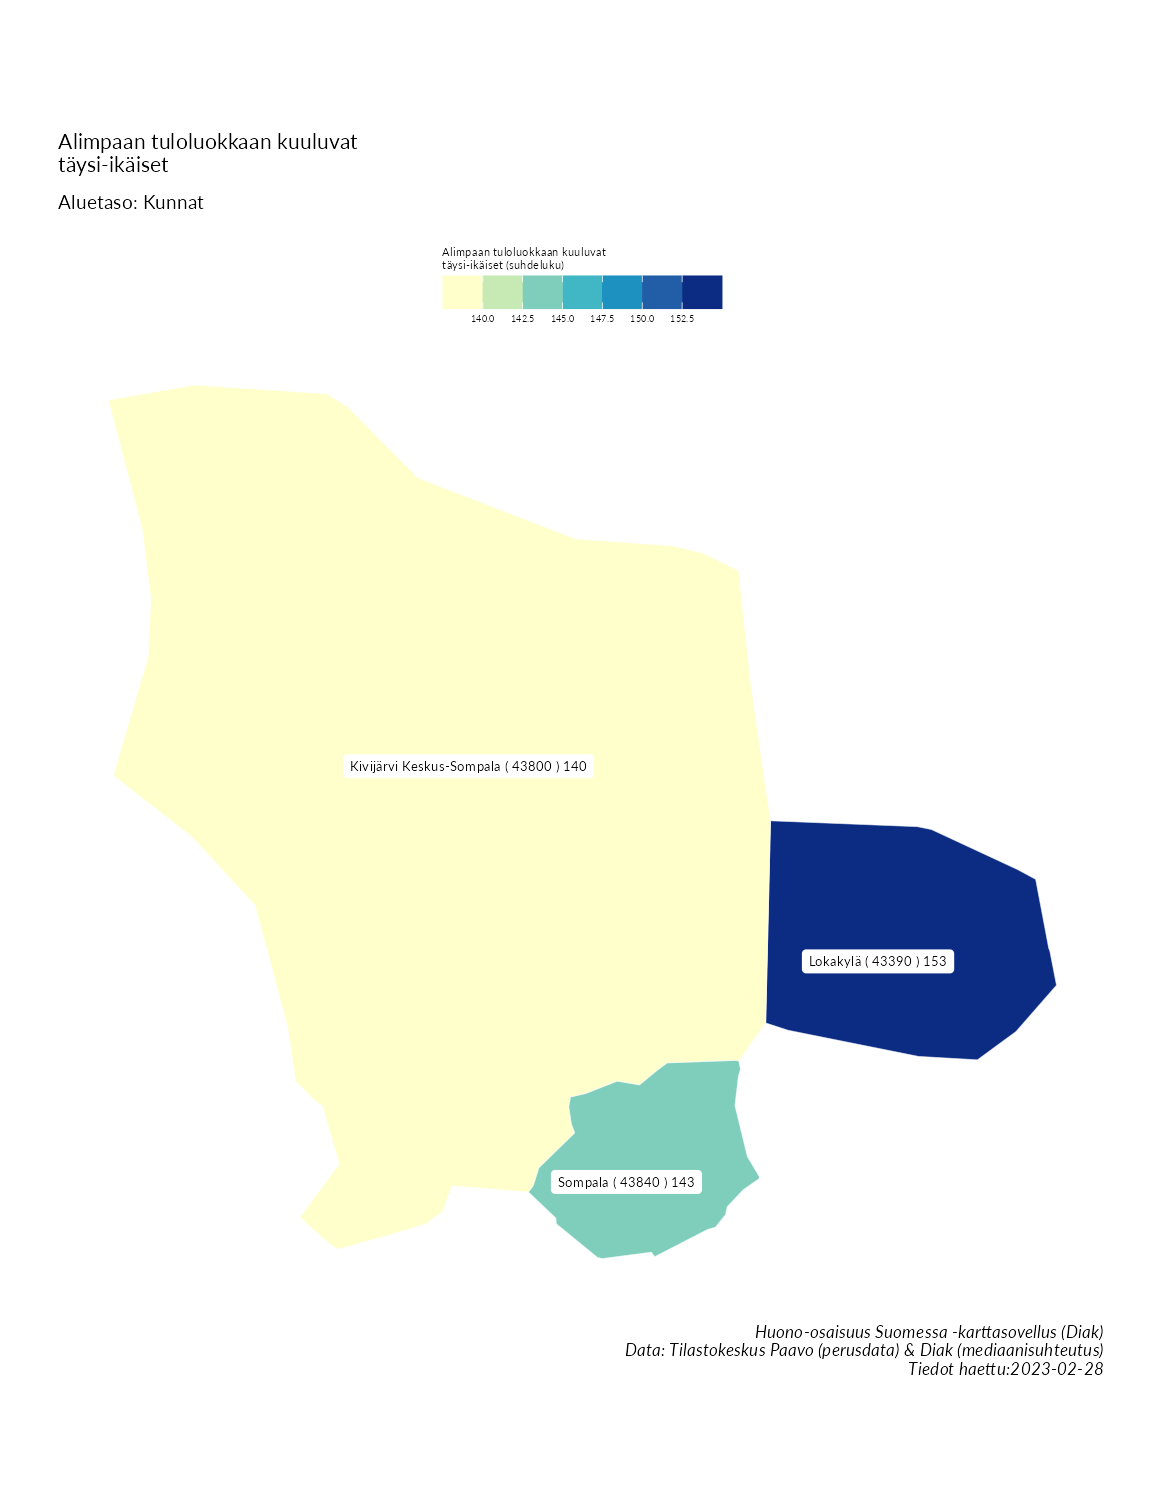 Alimpaan tuloluokkaan kuuluvat
täysi-ikäiset
Aluetaso: Kunnat
Alimpaan tuloluokkaan kuuluvat
täysi-ikäiset (suhdeluku)
140.0 142.5 145.0 147.5 150.0 152.5
Kivijärvi Keskus-Sompala ( 43800 ) 140
Lokakylä ( 43390 ) 153
Sompala ( 43840 ) 143
Huono-osaisuus Suomessa -karttasovellus (Diak)
Data: Tilastokeskus Paavo (perusdata) & Diak (mediaanisuhteutus)
Tiedot haettu:2023-02-28